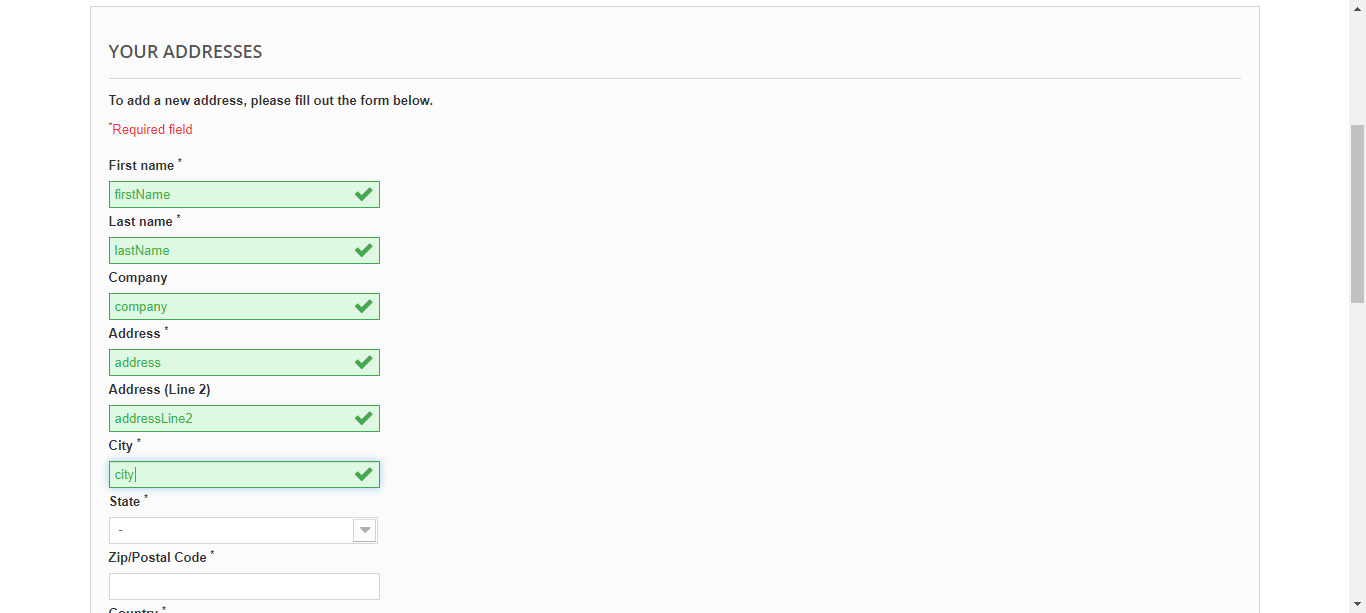 YOUR ADDRESSES
To add a new address, please fill out the form below.
*Required field
First name *
firstName
Last name *
lastName
Company
company
Address *
address
Address (Line 2)
addressLine2
City *
city
State *
-
Zip/Postal Code *
Country *